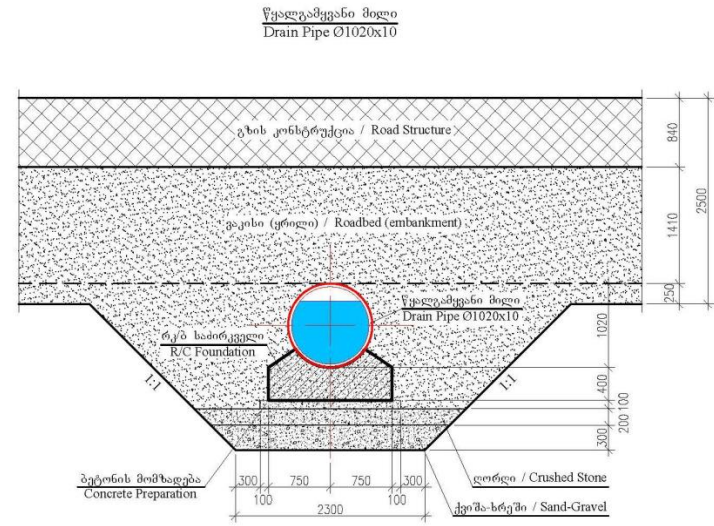 წყალგამყვანი მილი
Drain Pipe Ø1020x10
გზის კონსტრუქცია / Road Structure
840
2500
ვაკისი (ყრილი) / Roadbed (embankment)
1410
250
წყალგამყვანი მილი
Drain Pipe Ø1020x10
1020
რკ/ბ საძირკველი
R/C Foundation
1:1
1:1
400
100
200
300
ბეტონის მომზადება
Concrete Preparation
300 750 750 300
100 100
2300
ღორღი / Crushed Stone
ქვიშა-ხრეში / Sand-Gravel